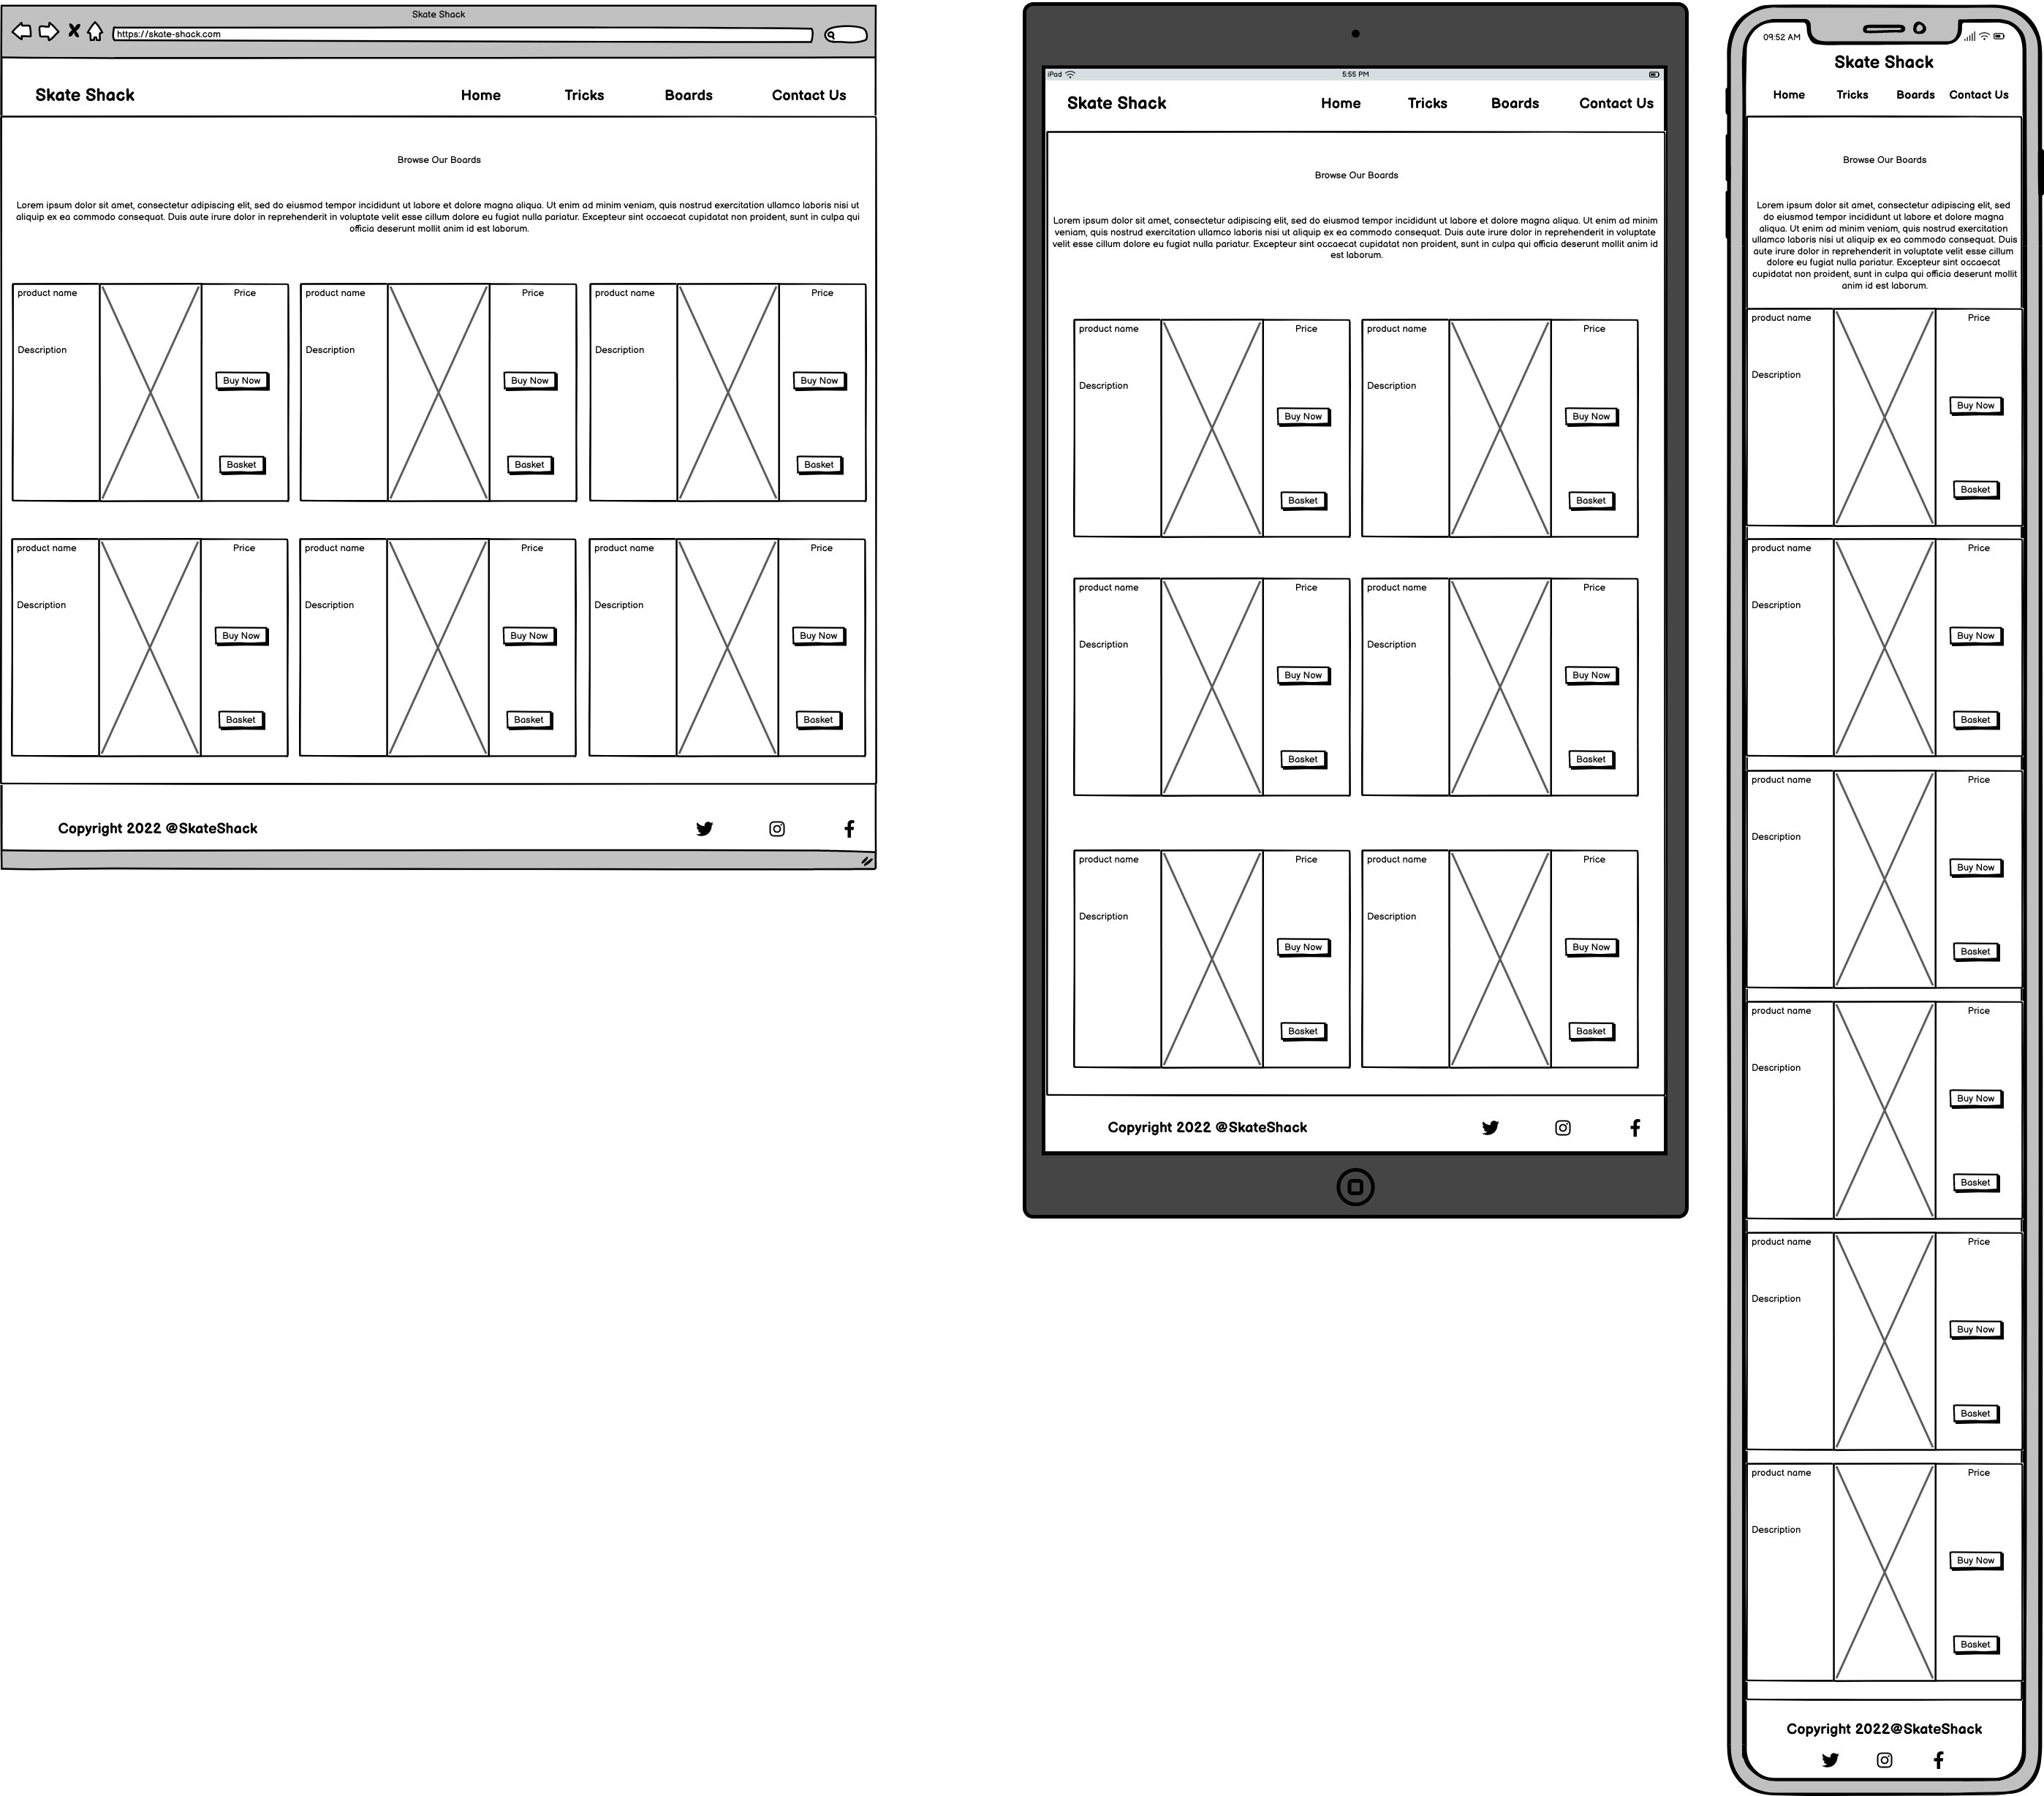 Skate Shack
https://skate-shack.com
Skate Shack Home Tricks Boards Contact Us
Browse Our Boards
Lorem ipsum dolor sit amet, consectetur adipiscing elit, sed do eiusmod tempor incididunt ut labore et dolore magna aliqua. Ut enim ad minim veniam, quis nostrud exercitation ullamco laboris nisi ut
aliquip ex ea commodo consequat. Duis aute irure dolor in reprehenderit in voluptate velit esse cillum dolore eu fugiat nulla pariatur. Excepteur sint occaecat cupidatat non proident, sunt in culpa qui
officia deserunt mollit anim id est laborum.
product name Price product name Price product name Price
Description Description Description
Buy Now Buy Now Buy Now
Basket Basket Basket
product name Price product name Price product name Price
Description Description Description
Buy Now Buy Now Buy Now
Basket Basket Basket
Copyright 2022 @SkateShack
iPad 5:55 PM
Skate Shack Home Tricks Boards Contact Us
Browse Our Boards
Lorem ipsum dolor sit amet, consectetur adipiscing elit, sed do eiusmod tempor incididunt ut labore et dolore magna aliqua. Ut enim ad minim
veniam, quis nostrud exercitation ullamco laboris nisi ut aliquip ex ea commodo consequat. Duis aute irure dolor in reprehenderit in voluptate
velit esse cillum dolore eu fugiat nulla pariatur. Excepteur sint occaecat cupidatat non proident, sunt in culpa qui officia deserunt mollit anim id
est laborum.
product name Price product name Price
Description Description
Buy Now Buy Now
Basket Basket
product name Price product name Price
Description Description
Buy Now Buy Now
Basket Basket
product name Price product name Price
Description Description
Buy Now Buy Now
Basket Basket
Copyright 2022 @SkateShack
09:52 AM
Skate Shack
Home Tricks Boards Contact Us
Browse Our Boards
Lorem ipsum dolor sit amet, consectetur adipiscing elit, sed
do eiusmod tempor incididunt ut labore et dolore magna
aliqua. Ut enim ad minim veniam, quis nostrud exercitation
ullamco laboris nisi ut aliquip ex ea commodo consequat. Duis
aute irure dolor in reprehenderit in voluptate velit esse cillum
dolore eu fugiat nulla pariatur. Excepteur sint occaecat
cupidatat non proident, sunt in culpa qui officia deserunt mollit
anim id est laborum.
product name Price
Description
Buy Now
Basket
product name Price
Description
Buy Now
Basket
product name Price
Description
Buy Now
Basket
product name Price
Description
Buy Now
Basket
product name Price
Description
Buy Now
Basket
product name Price
Description
Buy Now
Basket
Copyright 2022@SkateShack